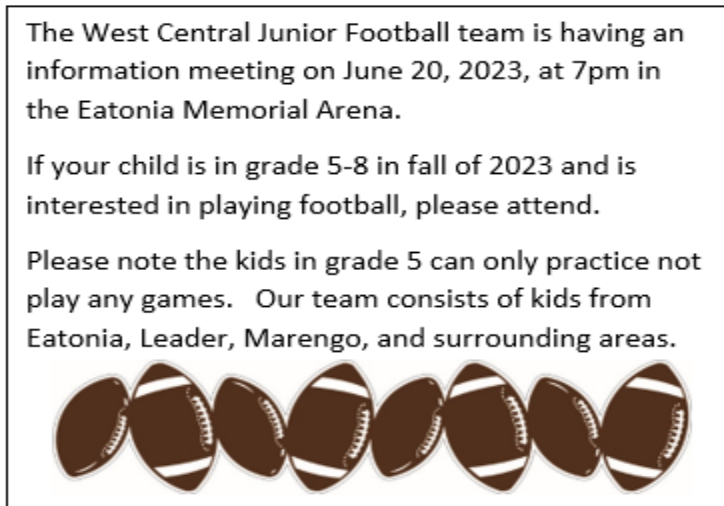 The West Central Junior Football team is having an
information meeting on June 20, 2023, at 7pm in
the Eatonia Memorial Arena.
If your child is in grade 5-8 in fall of 2023 and is
interested in playing football, please attend.
Please note the kids in grade 5 can only practice not
play any games.   Our team consists of kids from
Eatonia, Leader, Marengo, and surrounding areas.